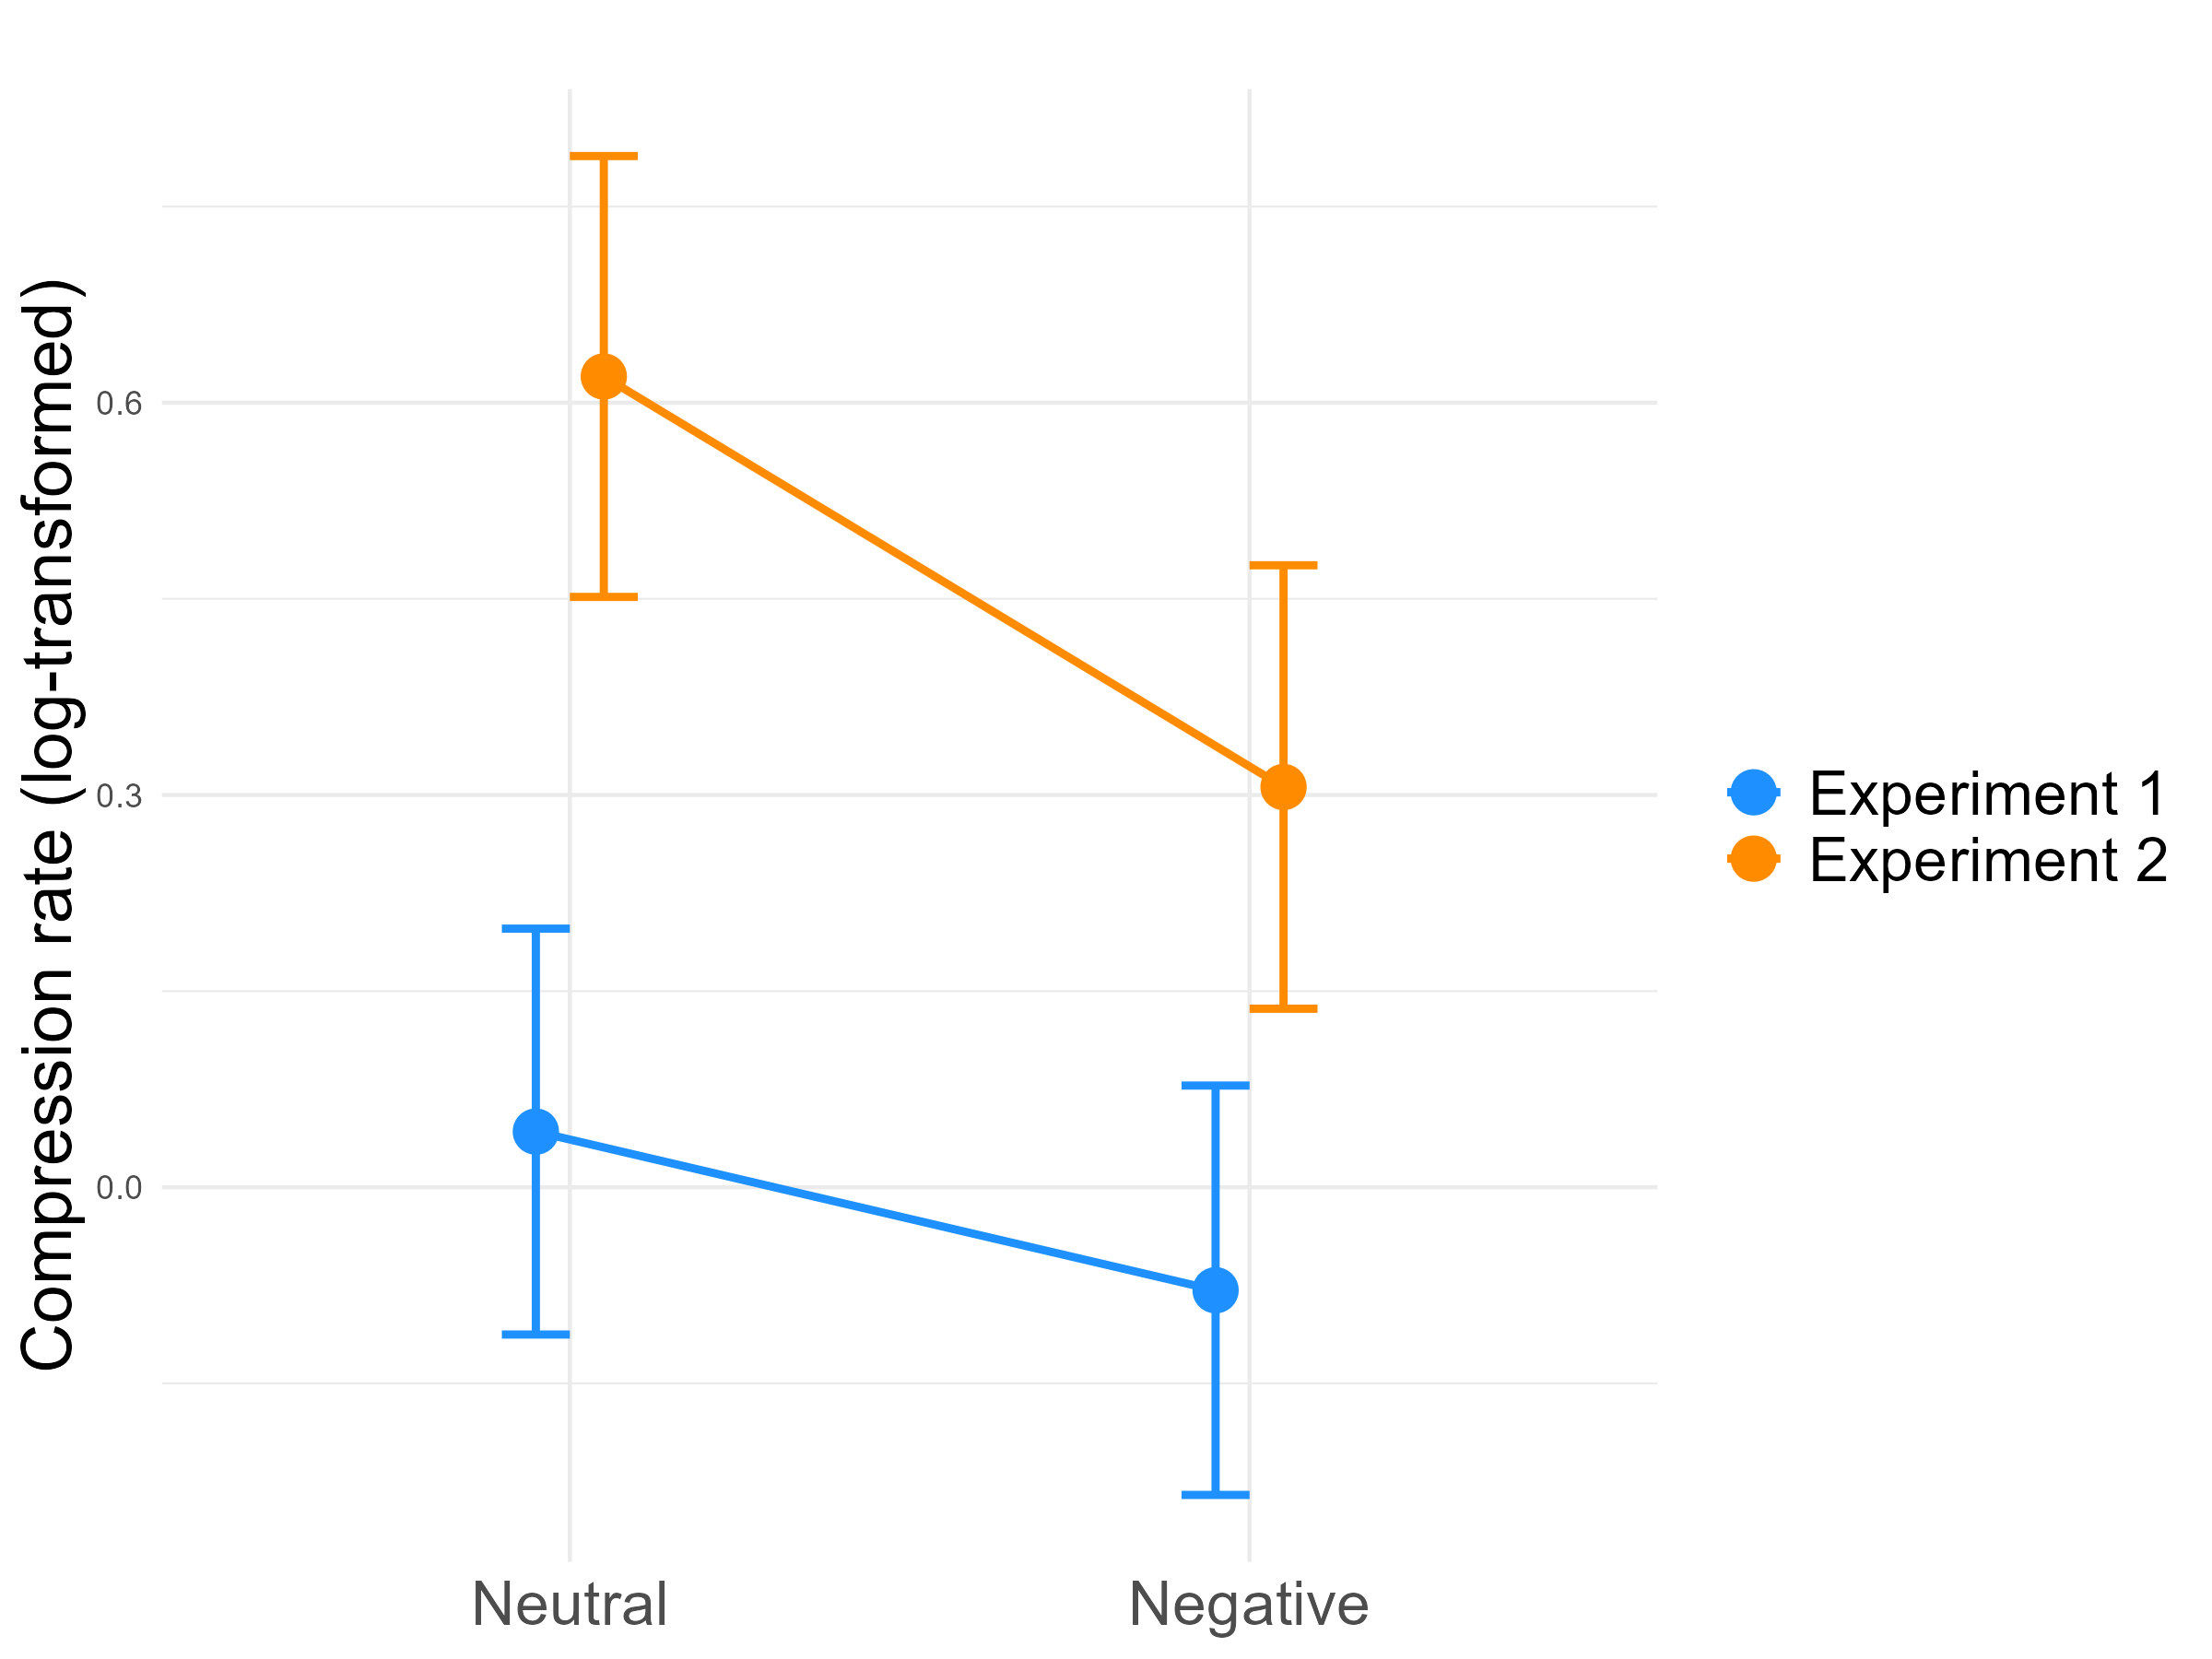 Compression rate (log-transformed)
0.6
0.3
0.0
Neutral
Negative
Experiment 1
Experiment 2